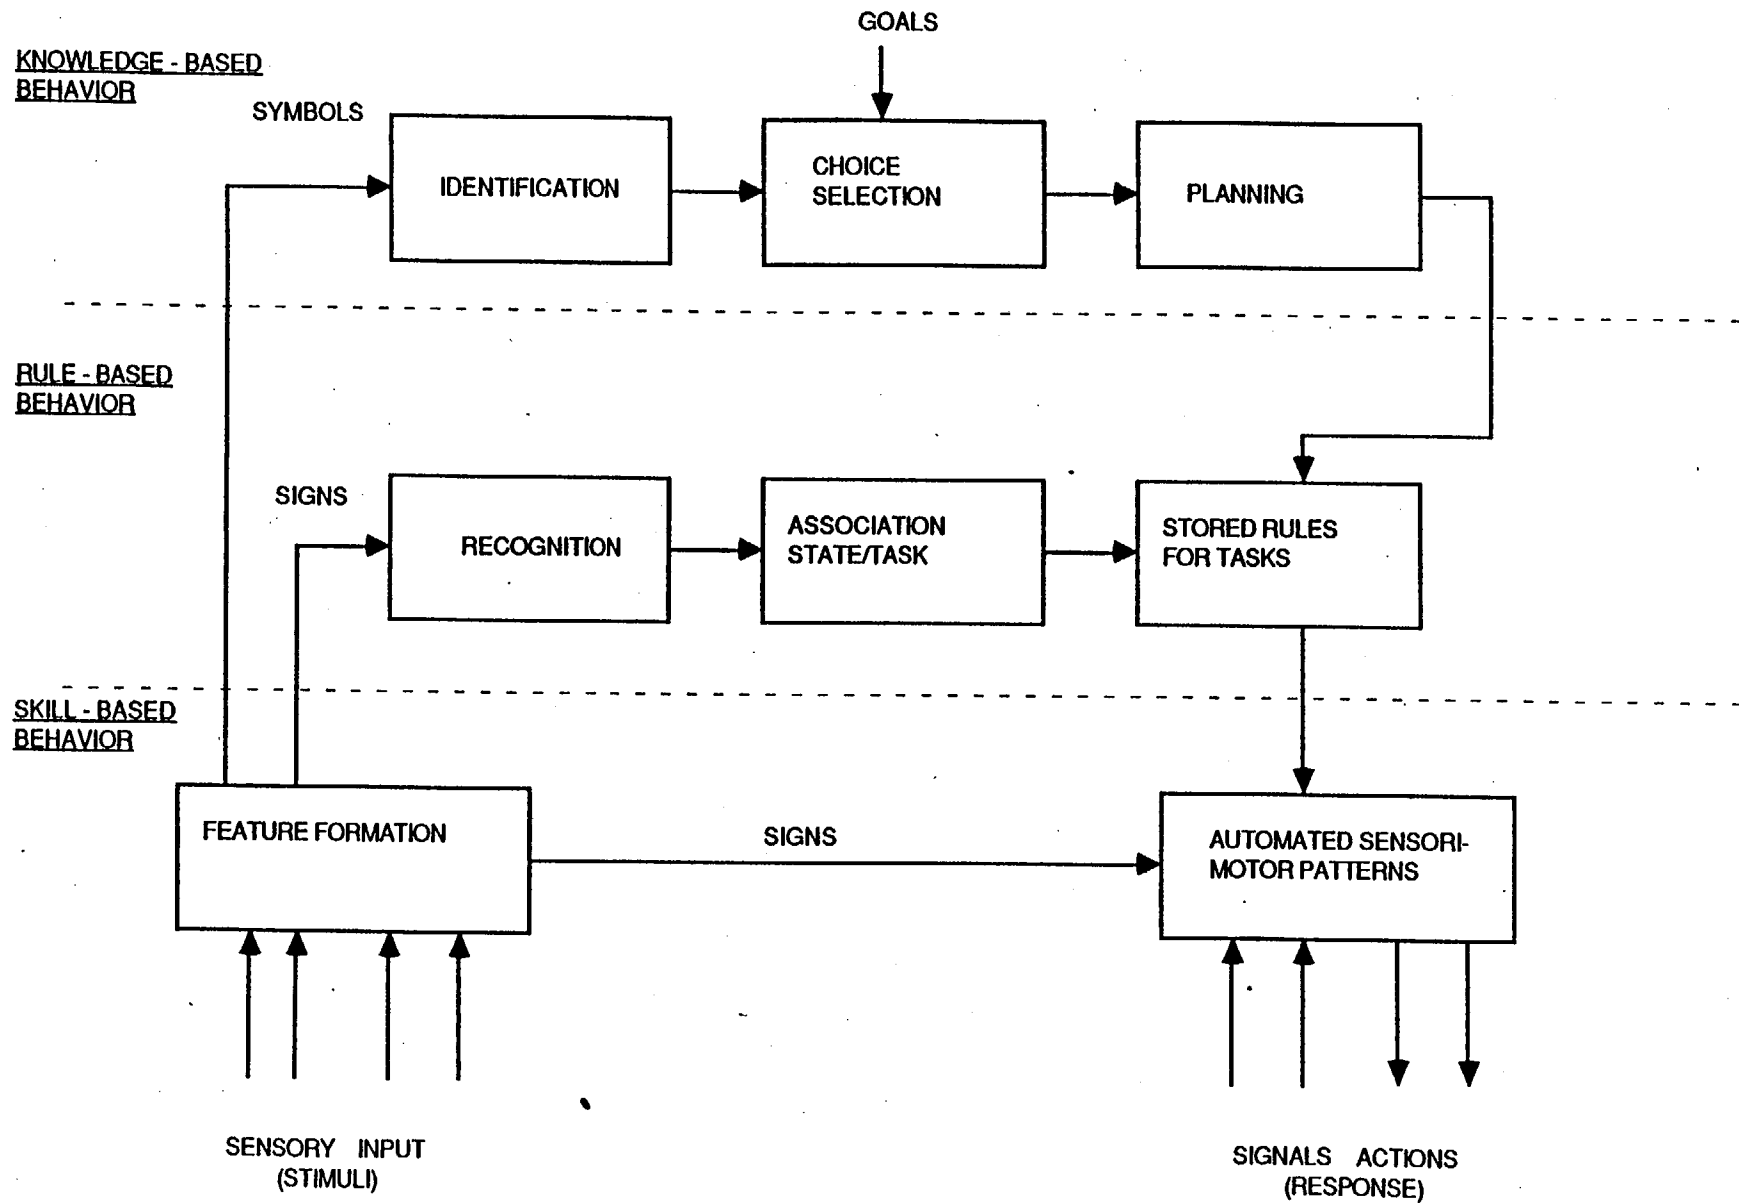 GOALS
KNOWLEDGE - BASED
BEHAVIOR
SYMBOLS
IDENTIFICATION
CHOICE
SELECTION
PLANNING
RULE - BASED
BEHAVIOR
SIGNS
RECOGNITION
ASSOCIATION
STATE/TASK
STORED RULES
FOR TASKS
SKILL - BASED
BEHAVIOR
FEATURE FORMATION
SIGNS
AUTOMATED SENSORI-
MOTOR PATTERNS
SENSORY INPUT
(STIMULI)
SIGNALS ACTIONS
(RESPONSE)